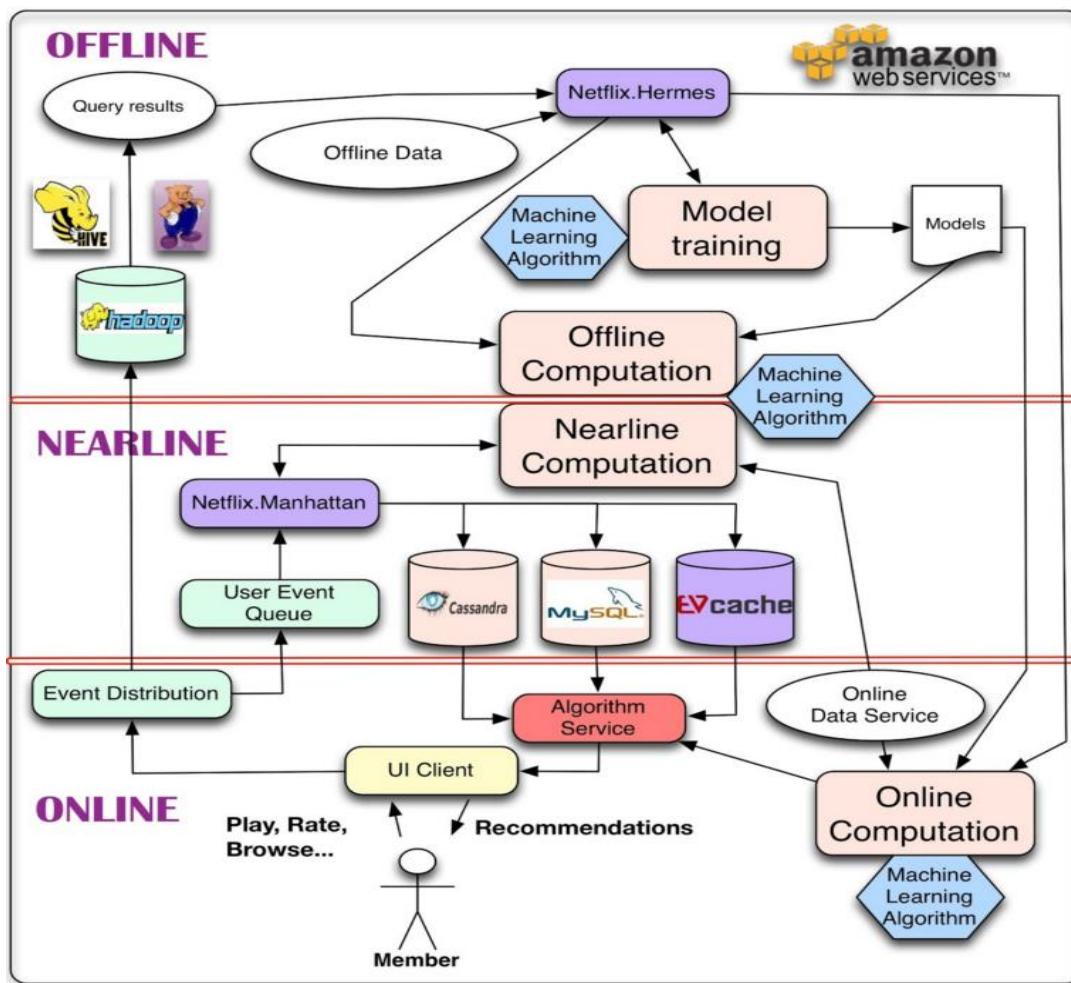 OFFLINE
amazon
web services™
Query results
Netflix.Hermes
Offline Data
HIVE
Machine
Learning
Algorithm
Model
training
Models
hadoop
Offline
Computation
Machine
Learning
Algorithm
NEARLINE
Nearline
Computation
Netflix.Manhattan
User Event
Queue
Cassandra
MySQL®
EVcache
Event Distribution
Algorithm
Service
Online
Data Service
UI Client
ONLINE
Play, Rate,
Browse...
Recommendations
Online
Computation
Machine
Learning
Algorithm
Member